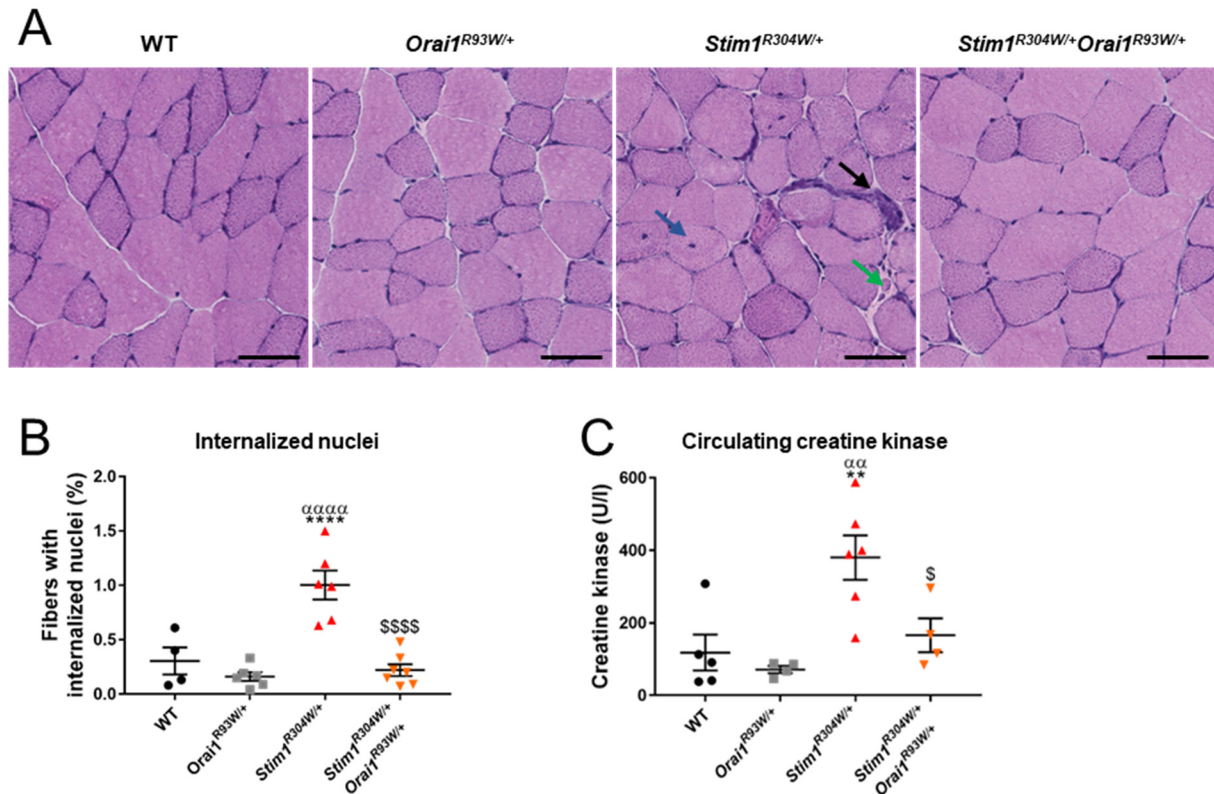 A
WT
Orai1R93W/+
Stim1R304W/+
Stim1R304W/+Orai1R93W/+
B
Internalized nuclei
Fibers with
internalized nuclei (%)
2.0
1.5
1.0
0.5
0.0
αααα
****
$$$$
WT
Orai1R93W/+
Stim1R304W/+
Stim1R304W/+
Orai1R93W/+
C
Circulating creatine kinase
Creatine kinase (U/l)
600
400
200
0
αα
**
$
WT
Orai1R93W/+
Stim1R304W/+
Stim1R304W/+
Orai1R93W/+